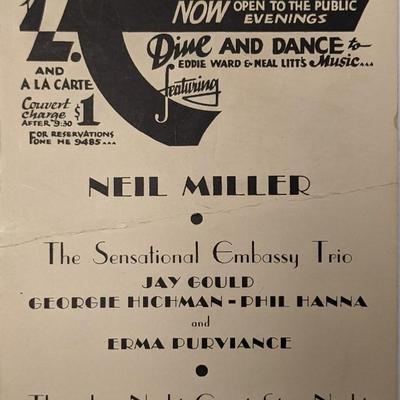 NOW OPEN TO THE PUBLIC
EVENINGS
Dine AND DANCE to
EDDIE WARD & NEAL LITT'S Music...
featuring
AND
A LA CARTE
Couvert
charge $1
AFTER 9:30
FOR RESERVATIONS
FONE HE 9485...
NEIL MILLER
The Sensational Embassy Trio
JAY GOULD
GEORGIE HICHMAN - PHIL HANNA
and
ERMA PURVIANCE